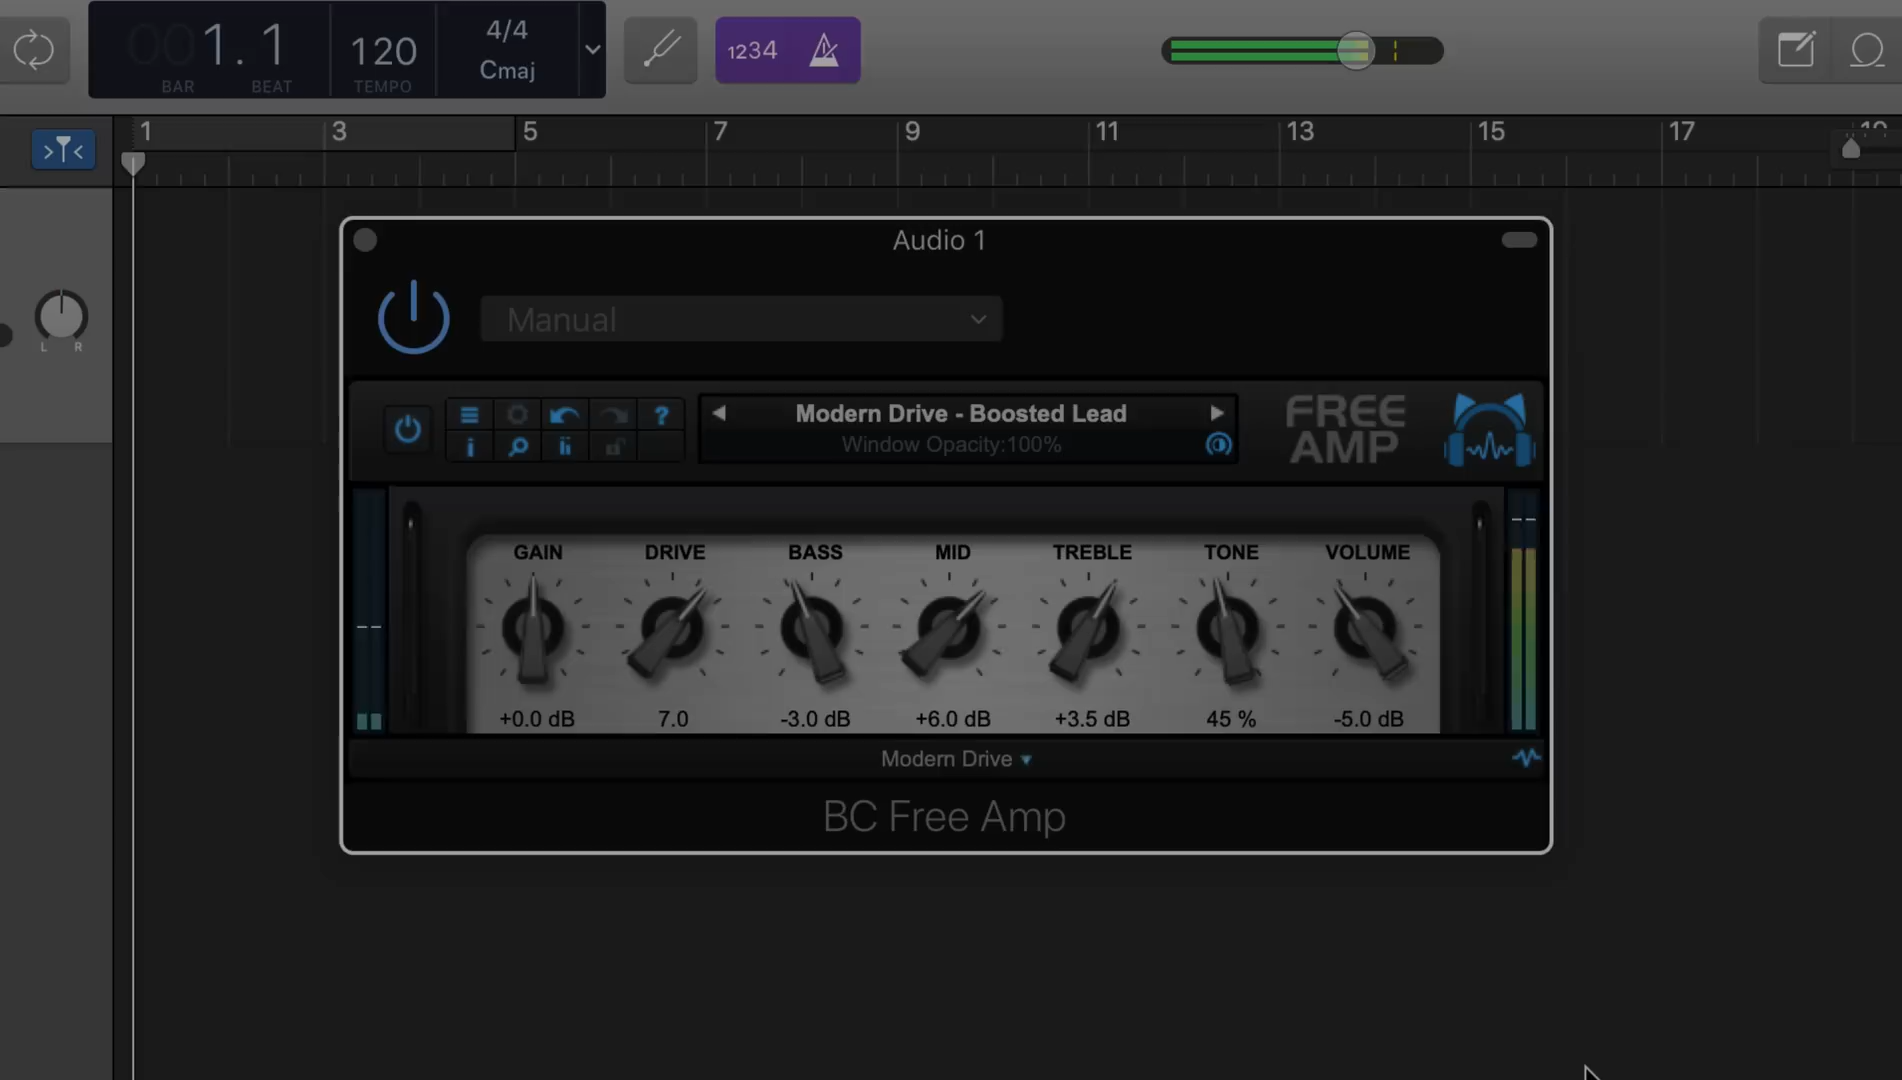 001. 1
BAR BEAT
120
TEMPO
4/4
Cmaj
1234
1 3 5 7 9 11 13 15 17 19
L R
Audio 1
Manual
?
i
Modern Drive - Boosted Lead
Window Opacity:100%
FREE
AMP
GAIN DRIVE BASS MID TREBLE TONE VOLUME
+0.0 dB 7.0 -3.0 dB +6.0 dB +3.5 dB 45 % -5.0 dB
Modern Drive
BC Free Amp